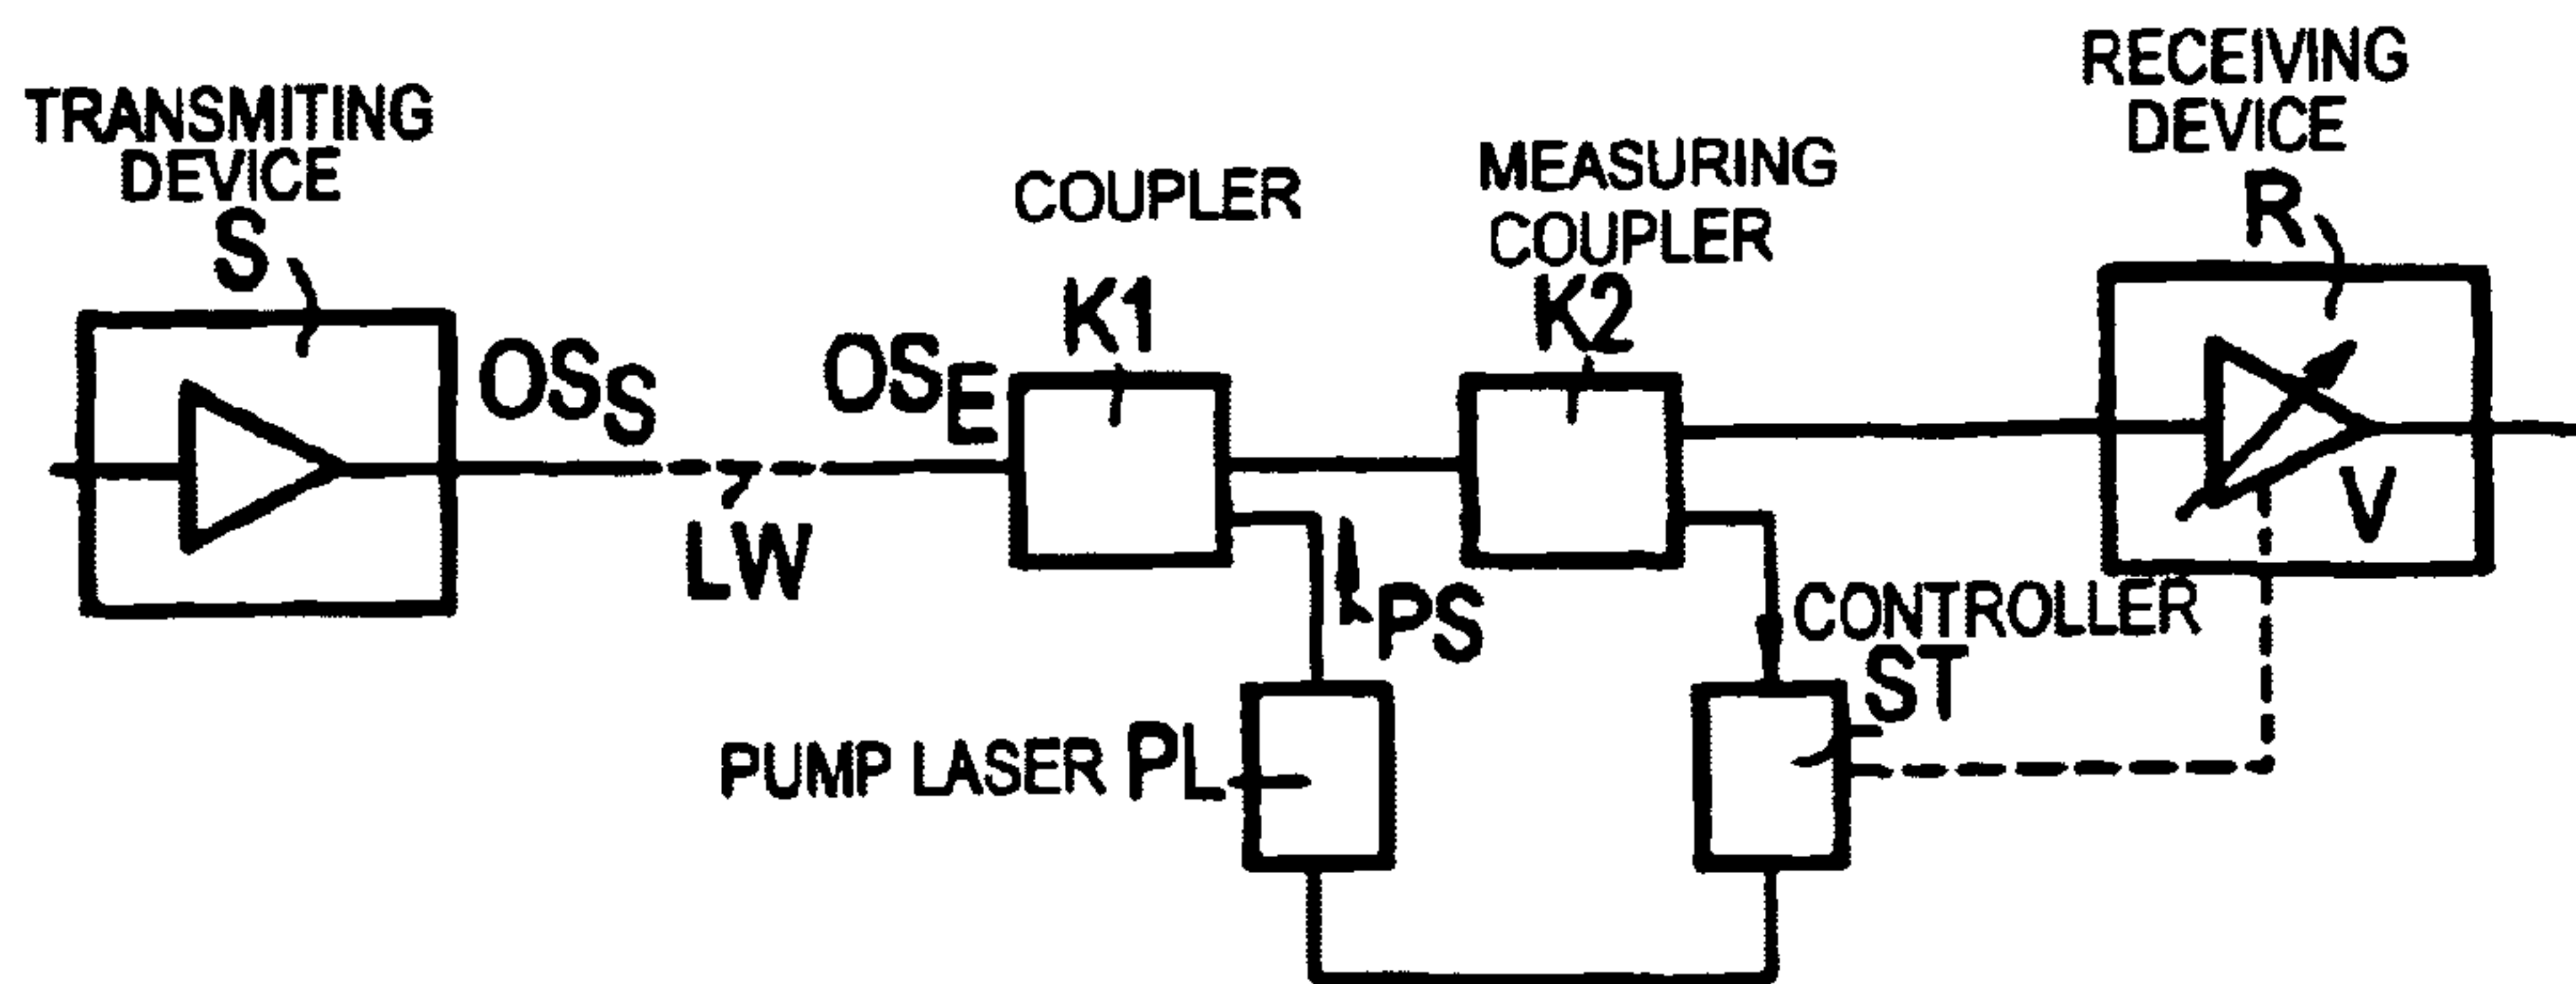 TRANSMITING
DEVICE
S
OSS
LW
OSE
COUPLER
K1
MEASURING
COUPLER
K2
RECEIVING
DEVICE
R
V
PS
CONTROLLER
ST
PUMP LASER PL